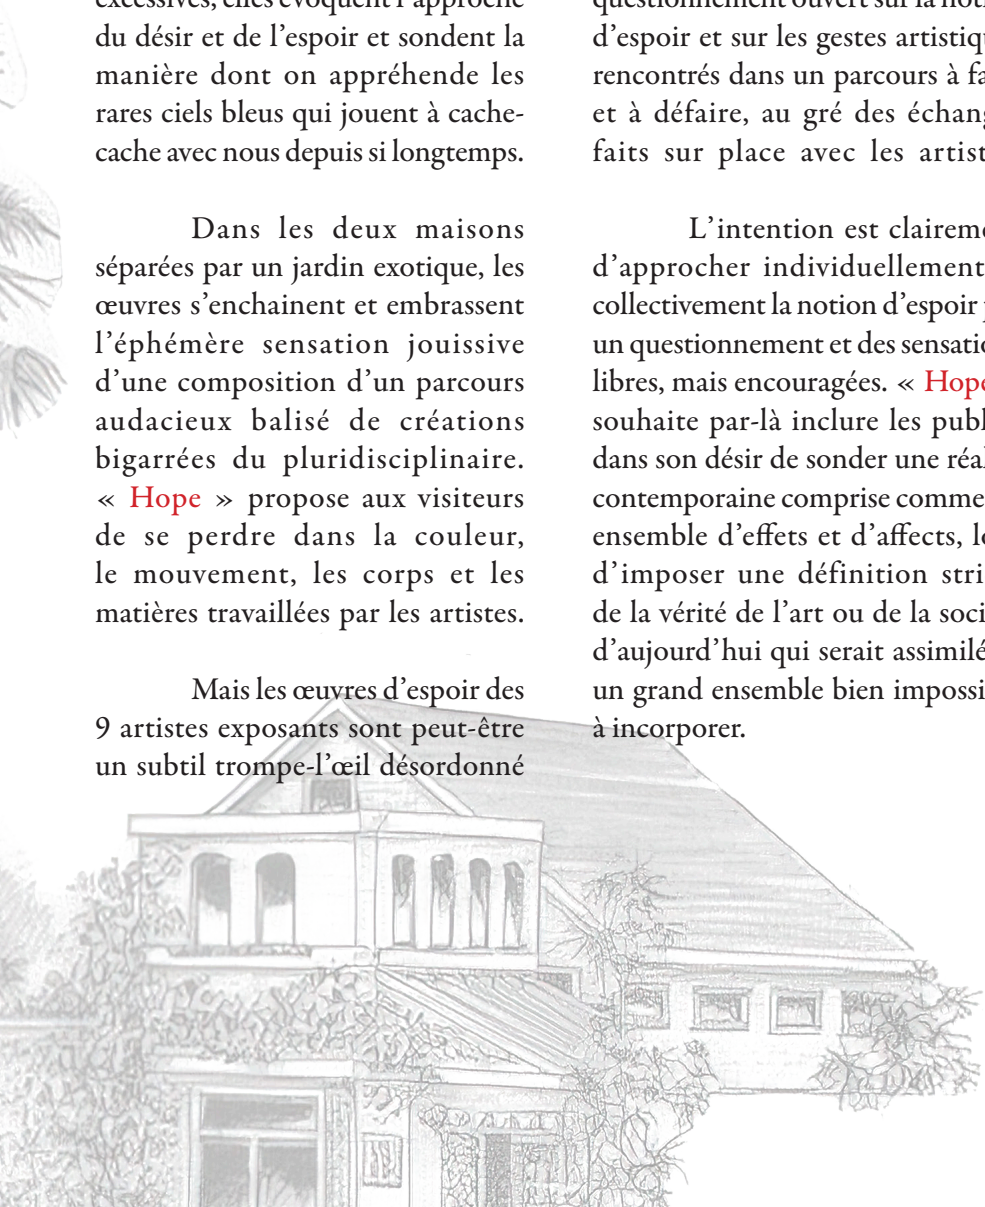 excessives, elles évoquent l’approche
du désir et de l’espoir et sondent la
manière dont on appréhende les
rares ciels bleus qui jouent à cache-
cache avec nous depuis si longtemps.
Dans les deux maisons
séparées par un jardin exotique, les
œuvres s’enchainent et embrassent
l’éphémère sensation jouissive
d’une composition d’un parcours
audacieux balisé de créations
bigarrées du pluridisciplinaire.
« Hope » propose aux visiteurs
de se perdre dans la couleur,
le mouvement, les corps et les
matières travaillées par les artistes.
Mais les œuvres d’espoir des
9 artistes exposants sont peut-être
un subtil trompe-l’œil désordonné
questionnement ouvert sur la noti
d’espoir et sur les gestes artistiqu
rencontrés dans un parcours à fa
et à défaire, au gré des échang
faits sur place avec les artist
L’intention est claireme
d’approcher individuellement
collectivement la notion d’espoir p
un questionnement et des sensatio
libres, mais encouragées. « Hope
souhaite par-là inclure les publ
dans son désir de sonder une réal
contemporaine comprise comme
ensemble d’effets et d’affects, lo
d’imposer une définition stri
de la vérité de l’art ou de la soci
d’aujourd’hui qui serait assimilé
un grand ensemble bien impossi
à incorporer.